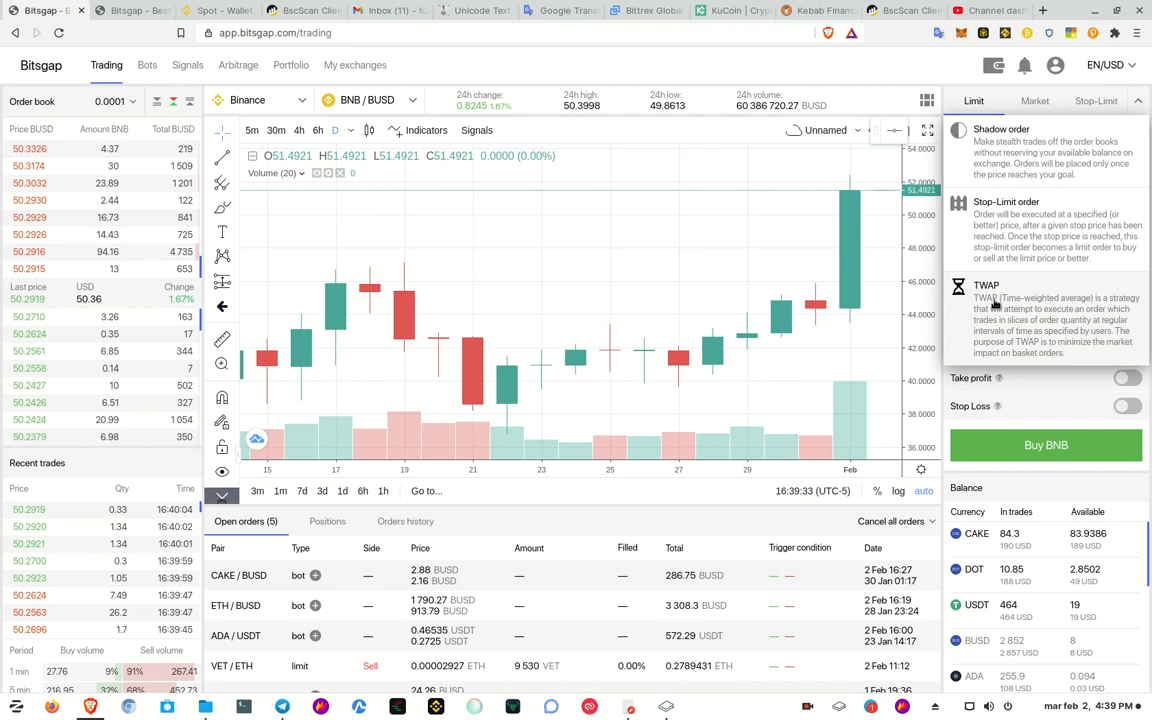 Bitsgap - B
Bitsgap - Bes
Spot - Wallet
BscScan Clien
Inbox (11) - fc
Unicode Text
Google Trans
Bittrex Globa
KuCoin | Cryp
Kebab Financ
BscScan Clien
Channel dash
app.bitsgap.com/trading
Bitsgap
Trading
Bots
Signals
Arbitrage
Portfolio
My exchanges
EN/USD
Order book
0.0001
Price BUSD Amount BNB Total BUSD
50.3326 4.37 219
50.3174 30 1 509
50.3032 23.89 1 201
50.2930 2.44 122
50.2929 16.73 841
50.2926 14.43 725
50.2916 94.16 4 735
50.2915 13 653
Last price USD Change
50.2919 50.36 1.67%
50.2710 3.26 163
50.2624 0.35 17
50.2561 6.85 344
50.2558 0.14 7
50.2427 10 502
50.2426 6.51 327
50.2424 20.99 1 054
50.2379 6.98 350
Recent trades
Price Qty Time
50.2919 0.33 16:40:04
50.2920 1.34 16:40:02
50.2921 1.34 16:40:01
50.2700 0.3 16:39:59
50.2923 1.05 16:39:59
50.2624 7.49 16:39:47
50.2563 26.2 16:39:47
50.2696 1.7 16:39:45
Period Buy volume Sell volume
1 min 27.76 9% 91% 267.41
5 min 216.95 32% 68% 452.73
Binance
BNB / BUSD
24h change:
0.8245 1.67%
24h high:
50.3998
24h low:
49.8613
24h volume:
60 386 720.27 BUSD
5m 30m 4h 6h D
Indicators
Signals
Unnamed
O51.4921 H51.4921 L51.4921 C51.4921 0.0000 (0.00%)
Volume (20) 0
54.0000
52.0000
51.4921
50.0000
48.0000
46.0000
44.0000
42.0000
40.0000
38.0000
36.0000
15 17 19 21 23 25 27 29 Feb
3m 1m 7d 3d 1d 6h 1h
Go to...
16:39:33 (UTC-5)
% log auto
Open orders (5)
Positions
Orders history
Cancel all orders
Pair Type Side Price Amount Filled Total Trigger condition Date
CAKE / BUSD bot — 2.88 BUSD — — 286.75 BUSD — — 2 Feb 16:27
2.16 BUSD 30 Jan 01:17
ETH / BUSD bot — 1 790.27 BUSD — — 3 308.3 BUSD — — 2 Feb 16:19
913.79 BUSD 28 Jan 23:24
ADA / USDT bot — 0.46535 USDT — — 572.29 USDT — — 2 Feb 16:00
0.2725 USDT 23 Jan 14:17
VET / ETH limit Sell 0.00002927 ETH 9 530 VET 0.00% 0.2789431 ETH — — 2 Feb 11:12
24.26 BUSD 1 Feb 19:36
Limit
Market
Stop-Limit
Shadow order
Make stealth trades off the order books
without reserving your available balance on
exchange. Orders will be placed only once
the price reaches your goal.
Stop-Limit order
Order will be executed at a specified (or
better) price, after a given stop price has been
reached. Once the stop price is reached, this
stop-limit order becomes a limit order to buy
or sell at the limit price or better.
TWAP
TWAP (Time-weighted average) is a strategy
that will attempt to execute an order which
trades in slices of order quantity at regular
intervals of time as specified by users. The
purpose of TWAP is to minimize the market
impact on basket orders.
Take profit ?
Stop Loss ?
Buy BNB
Balance
Currency In trades Available
CAKE 84.3 83.9386
190 USD 189 USD
DOT 10.85 2.8502
188 USD 49 USD
USDT 464 19
464 USD 19 USD
BUSD 2 852 8
2 857 USD 8 USD
ADA 255.9 0.094
108 USD 0.03 USD
mar feb 2, 4:39 PM